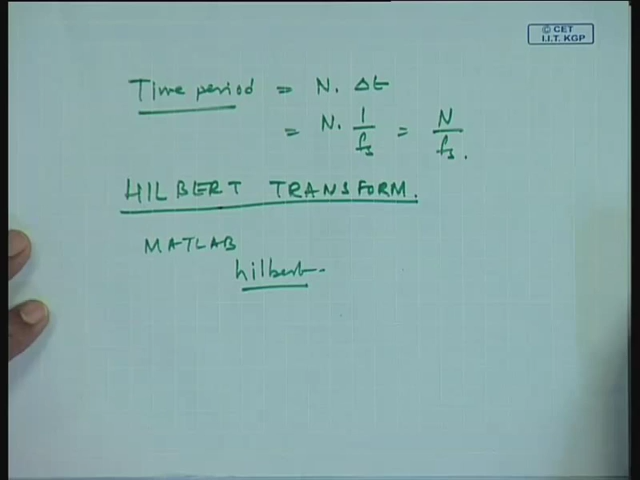 © CET
I.I.T. KGP
Time period = N. Δt
= N. 1/fs = N/fs.
HILBERT TRANSFORM.
MATLAB
hilbert.